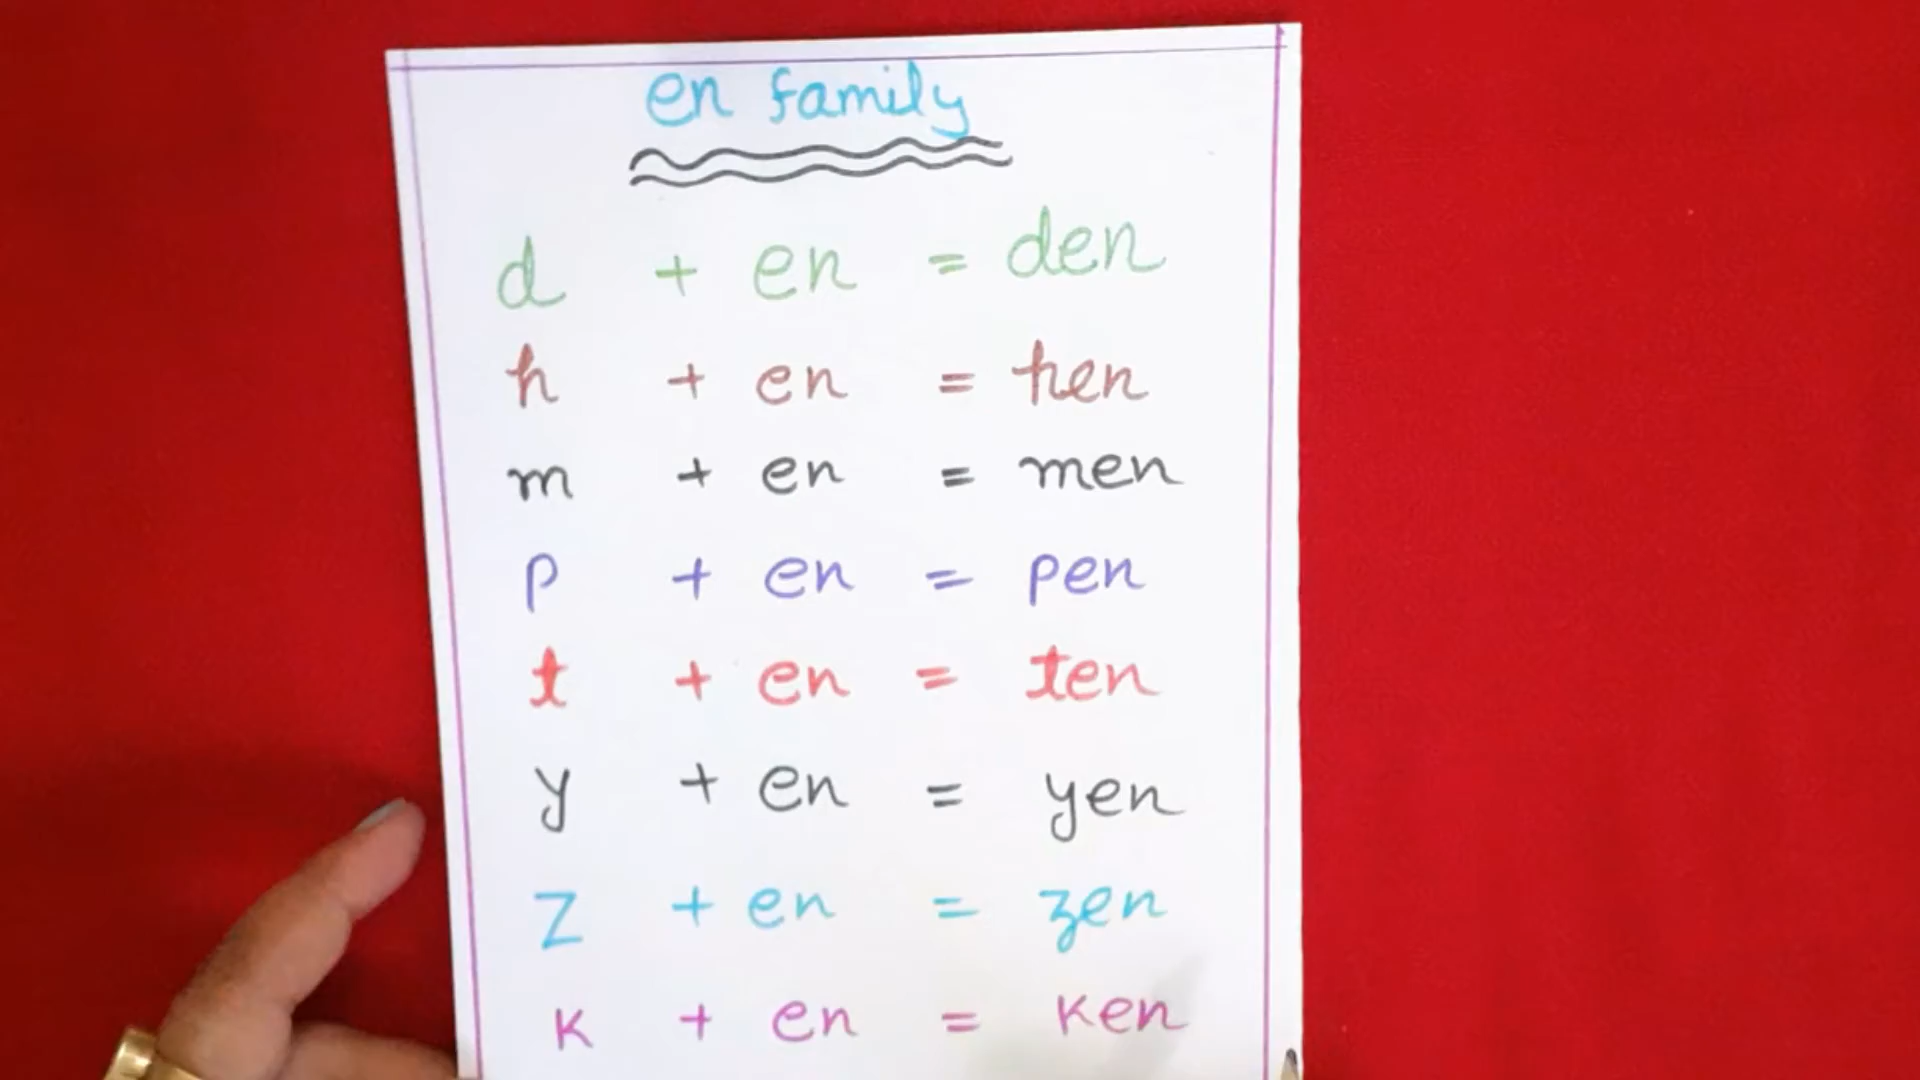 en family
d + en = den
h + en = hen
m + en = men
p + en = pen
t + en = ten
y + en = yen
z + en = zen
k + en = ken